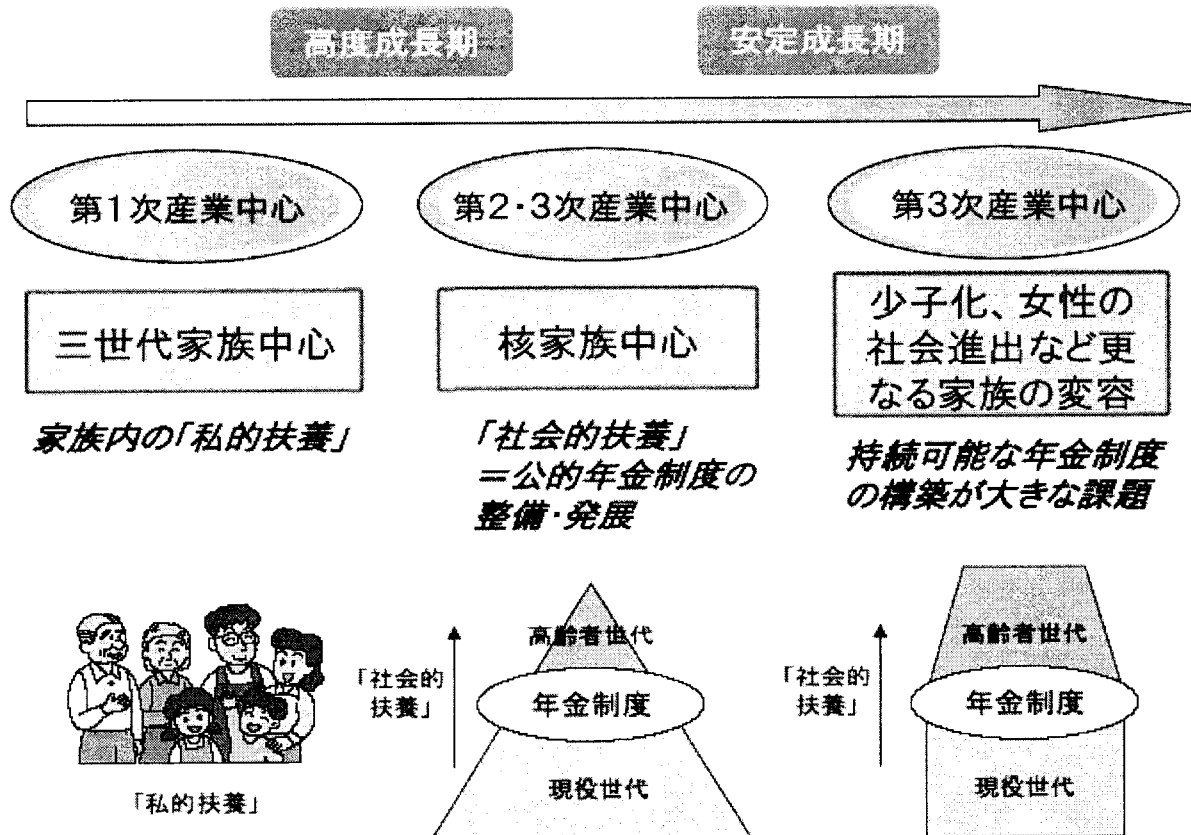 高度成長期
安定成長期
第1次産業中心
第2・3次産業中心
第3次産業中心
三世代家族中心
核家族中心
少子化、女性の
社会進出など更
なる家族の変容
家族内の「私的扶養」
「社会的扶養」
＝公的年金制度の
整備・発展
持続可能な年金制度
の構築が大きな課題
「私的扶養」
「社会的
扶養」
高齢者世代
年金制度
現役世代
「社会的
扶養」
高齢者世代
年金制度
現役世代